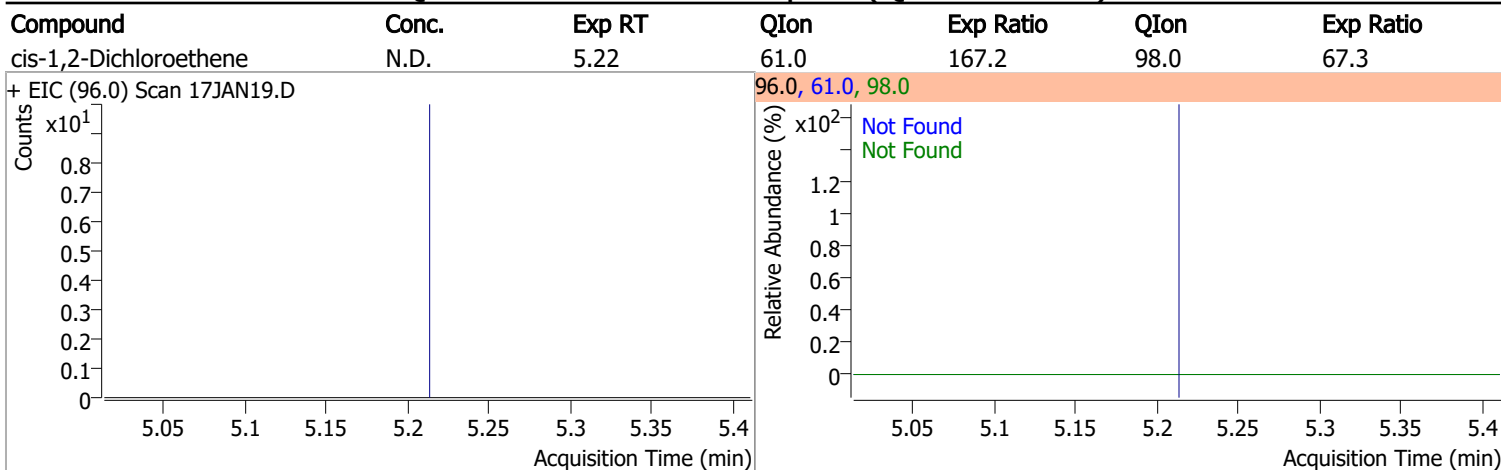 Compound Conc. Exp RT QIon Exp Ratio QIon Exp Ratio
cis-1,2-Dichloroethene N.D. 5.22 61.0 167.2 98.0 67.3
+ EIC (96.0) Scan 17JAN19.D
Counts
x10¹
0.8
0.7
0.6
0.5
0.4
0.3
0.2
0.1
0
5.05 5.1 5.15 5.2 5.25 5.3 5.35 5.4
Acquisition Time (min)
96.0, 61.0, 98.0
Relative Abundance (%)
x10²
Not Found
Not Found
1.2
1
0.8
0.6
0.4
0.2
0
5.05 5.1 5.15 5.2 5.25 5.3 5.35 5.4
Acquisition Time (min)